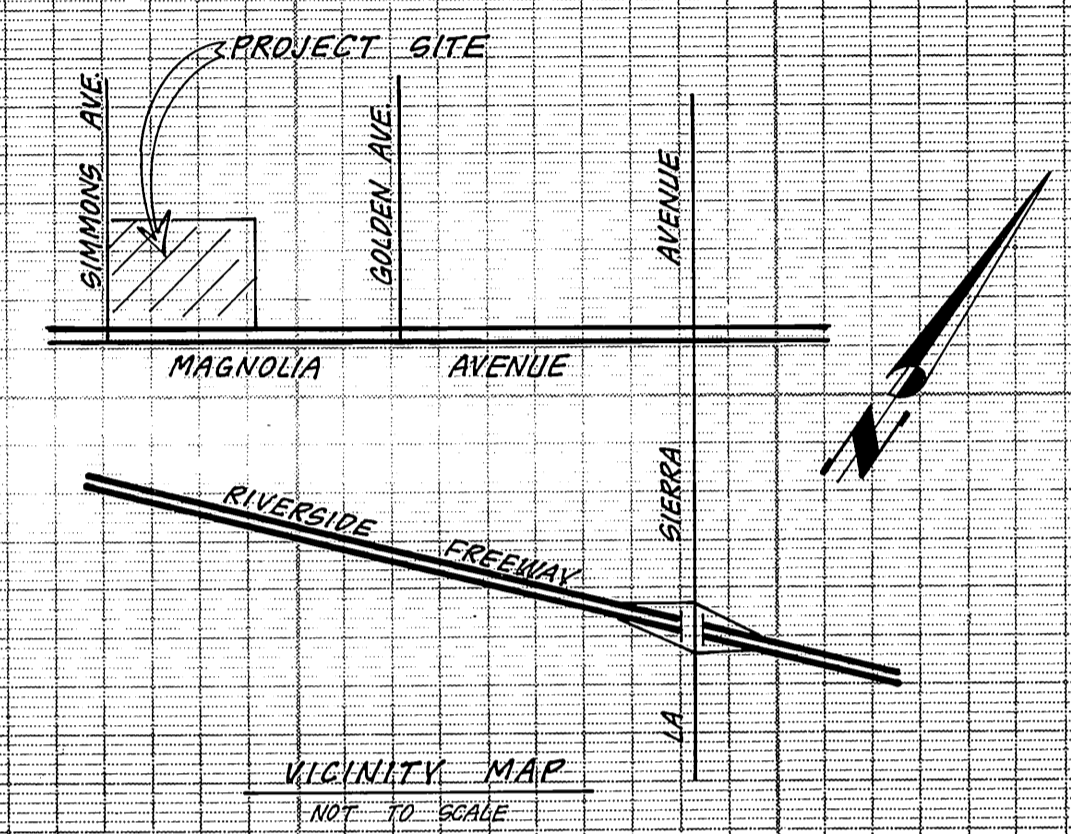 PROJECT SITE
SIMMONS AVE.
GOLDEN AVE.
LA SIERRA AVENUE
MAGNOLIA AVENUE
N
RIVERSIDE FREEWAY
VICINITY MAP
NOT TO SCALE